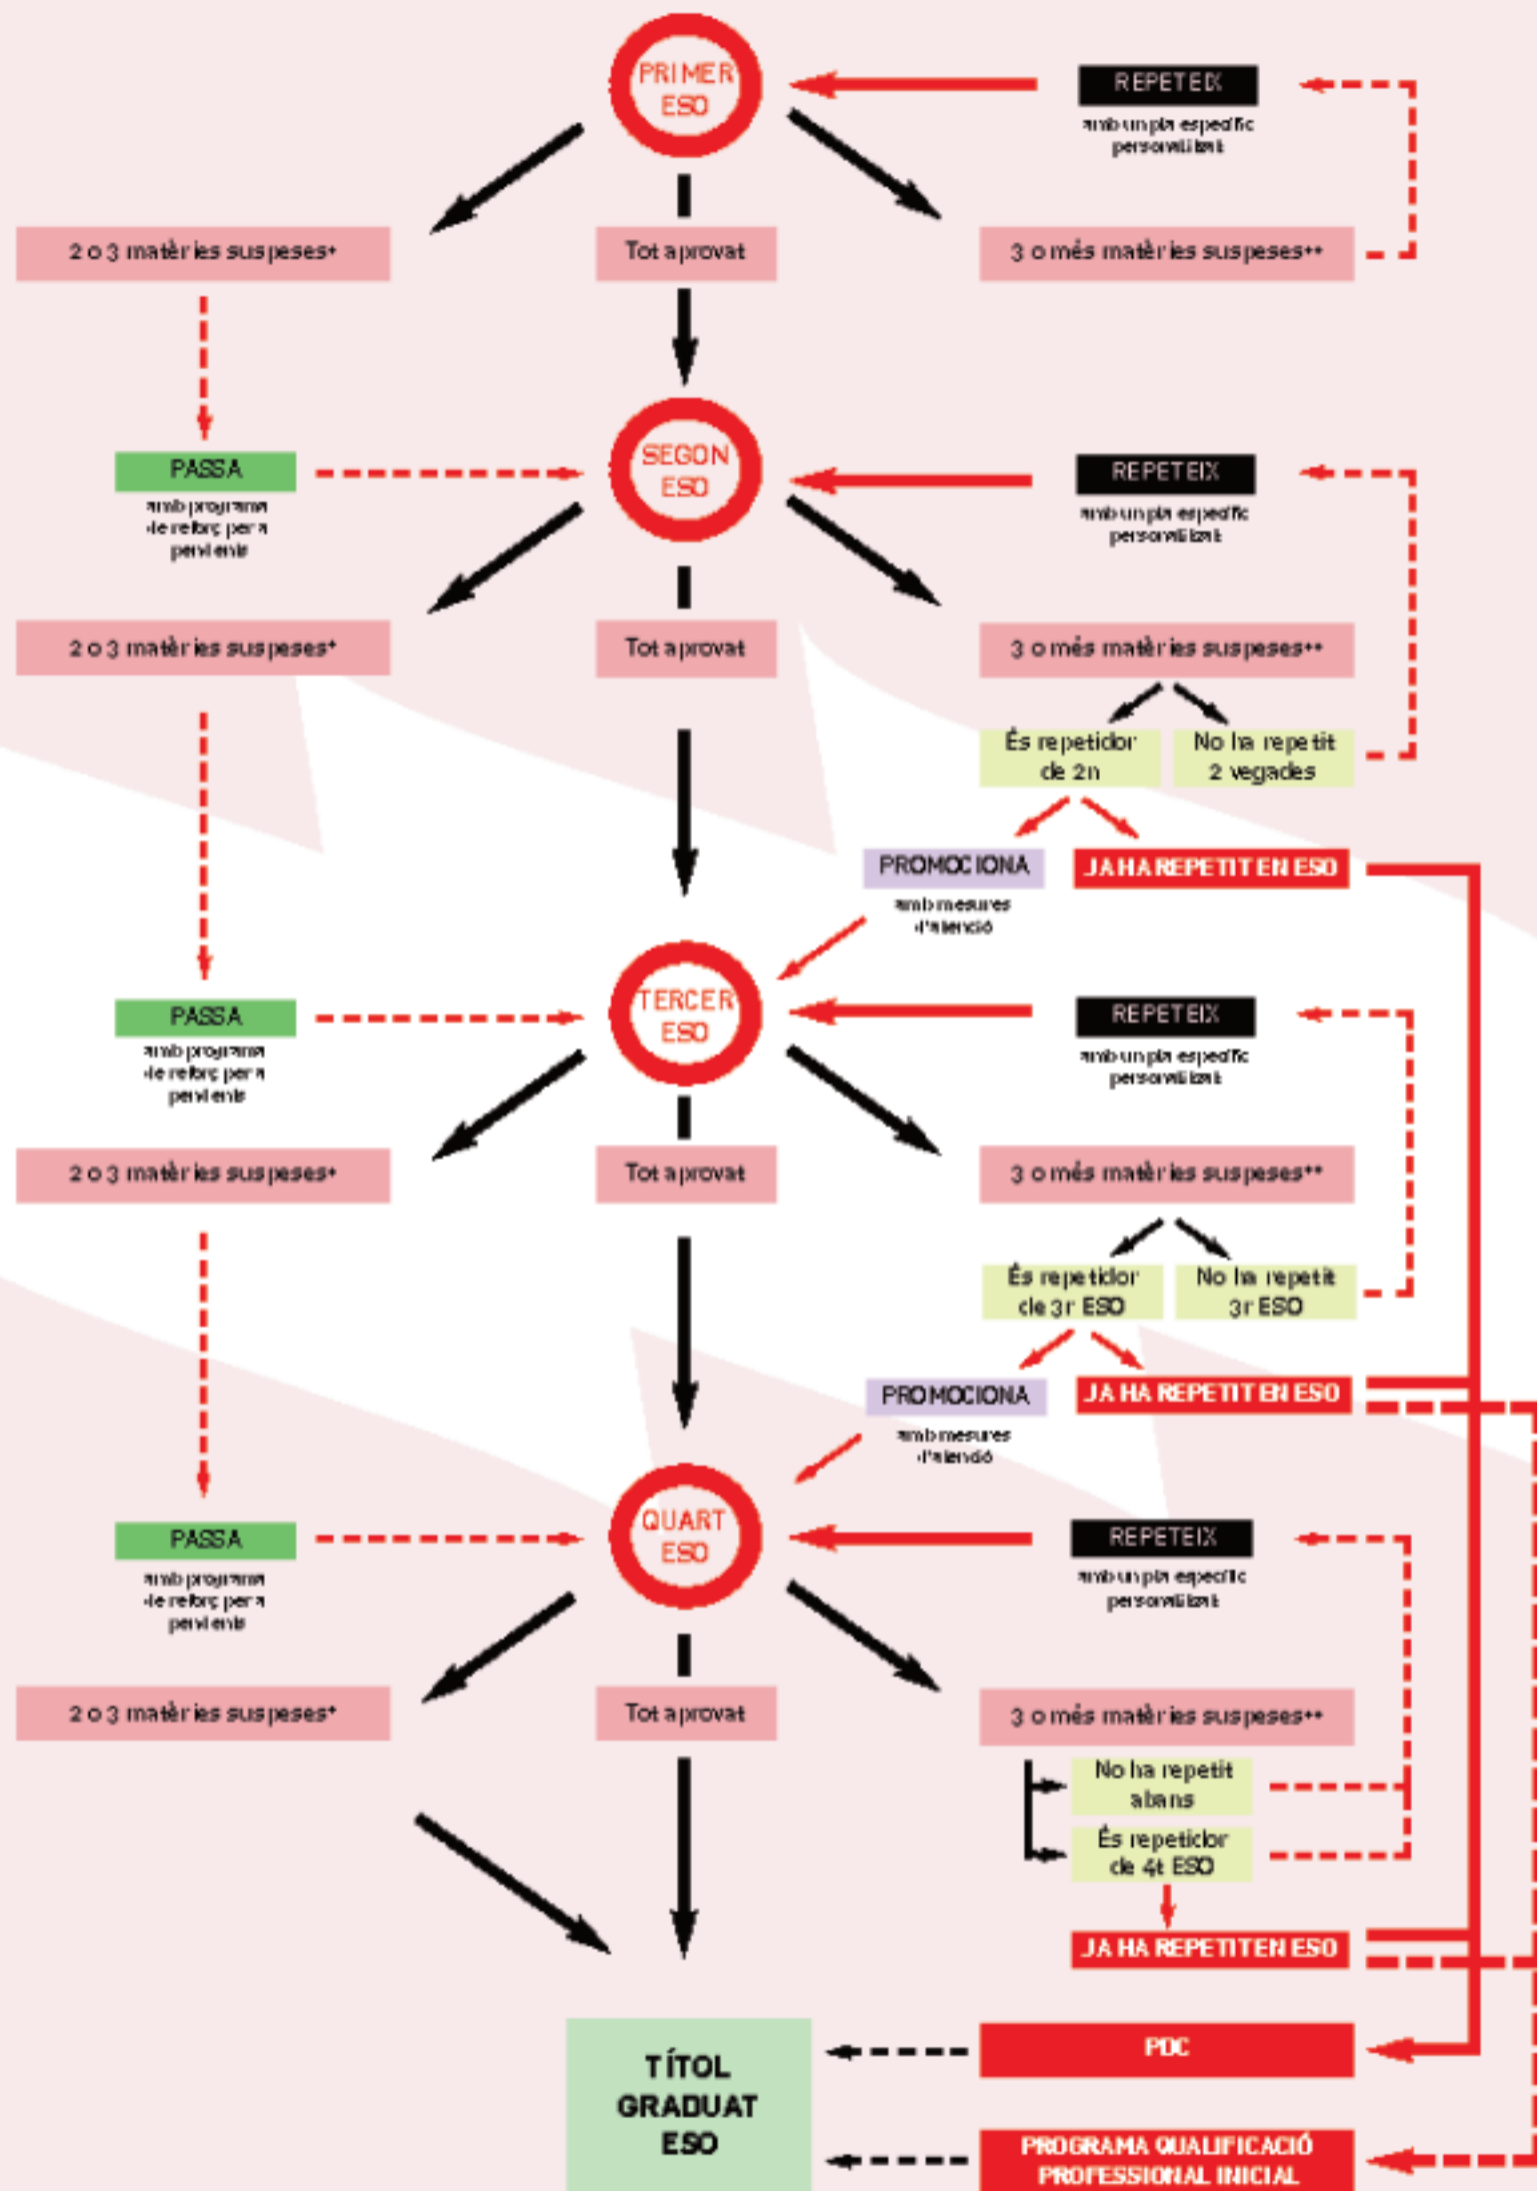 PRIMER
ESO
REPETEIX
amb un pla específic
personalitzat
2 o 3 matèries suspeses*
Tot aprovat
3 o més matèries suspeses**
PASSA
amb programa
de reforç per a
pendents
SEGON
ESO
REPETEIX
amb un pla específic
personalitzat
2 o 3 matèries suspeses*
Tot aprovat
3 o més matèries suspeses**
És repetidor
de 2n
No ha repetit
2 vegades
PROMOCIONA
amb mesures
d'atenció
JA HA REPETIT EN ESO
PASSA
amb programa
de reforç per a
pendents
TERCER
ESO
REPETEIX
amb un pla específic
personalitzat
2 o 3 matèries suspeses*
Tot aprovat
3 o més matèries suspeses**
És repetidor
de 3r ESO
No ha repetit
3r ESO
PROMOCIONA
amb mesures
d'atenció
JA HA REPETIT EN ESO
PASSA
amb programa
de reforç per a
pendents
QUART
ESO
REPETEIX
amb un pla específic
personalitzat
2 o 3 matèries suspeses*
Tot aprovat
3 o més matèries suspeses**
No ha repetit
abans
És repetidor
de 4t ESO
JA HA REPETIT EN ESO
TÍTOL
GRADUAT
ESO
PDC
PROGRAMA QUALIFICACIÓ
PROFESSIONAL INICIAL